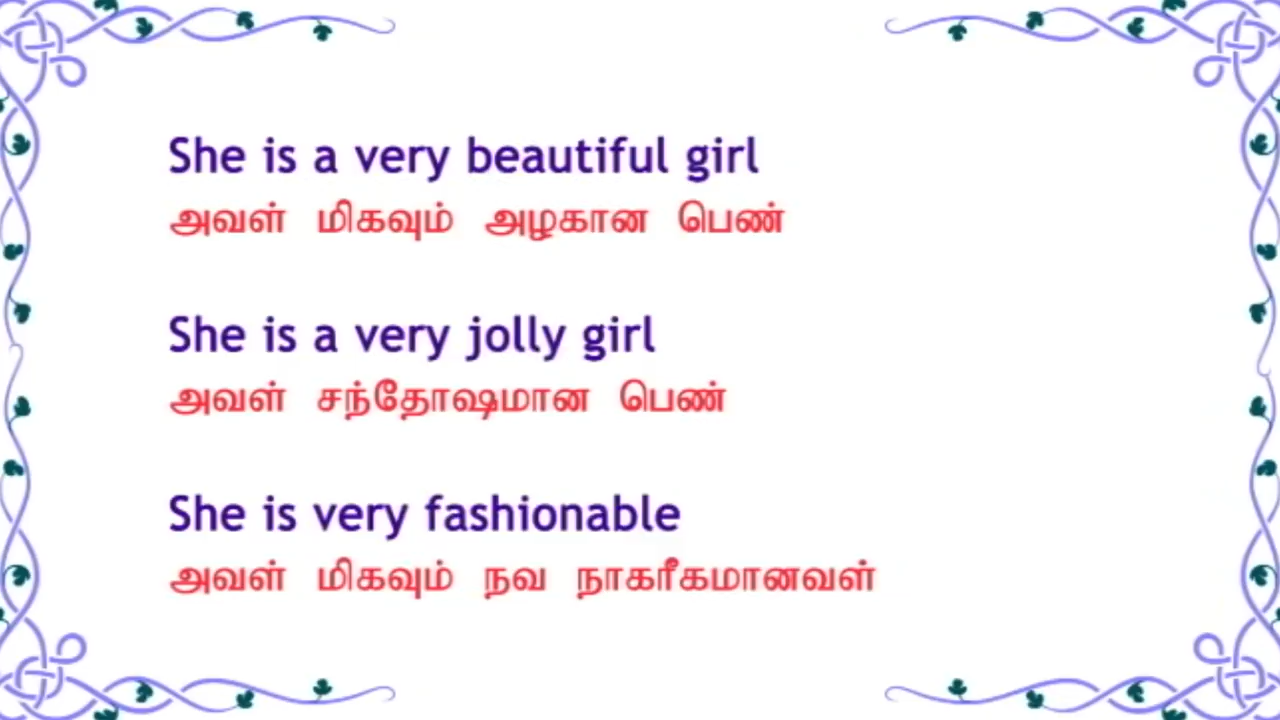 She is a very beautiful girl
அவள் மிகவும் அழகான பெண்
She is a very jolly girl
அவள் சந்தோஷமான பெண்
She is very fashionable
அவள் மிகவும் நவ நாகரீகமானவள்